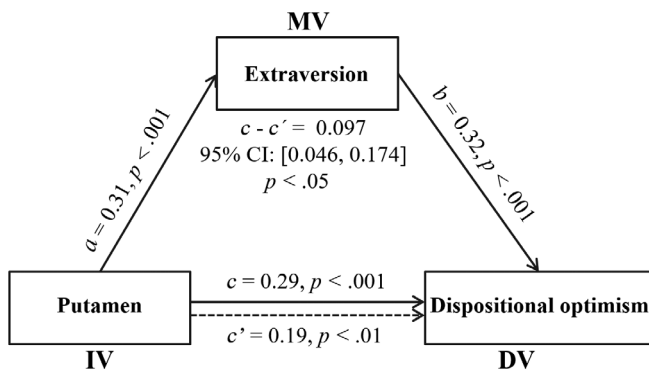 MV
Extraversion
c - c´ = 0.097
95% CI: [0.046, 0.174]
p < .05
a = 0.31, p < .001
b = 0.32, p < .001
Putamen
c = 0.29, p < .001
c’ = 0.19, p < .01
Dispositional optimism
IV
DV